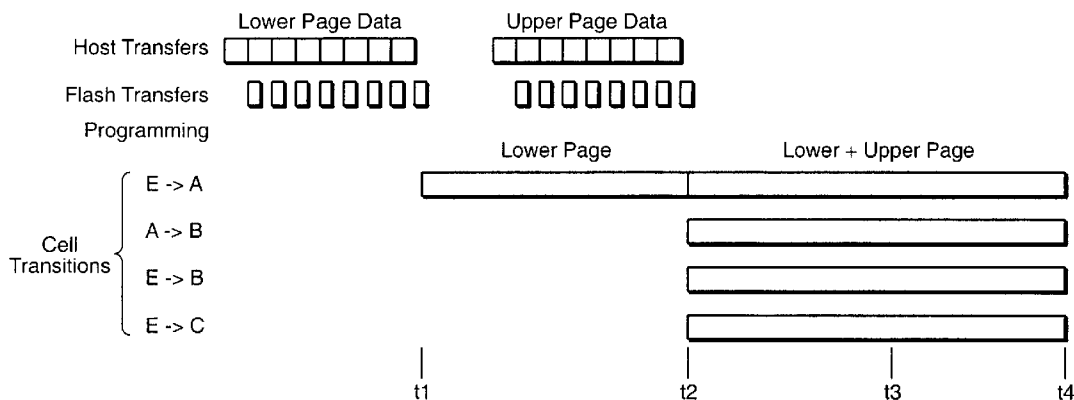 Lower Page Data Upper Page Data
Host Transfers
Flash Transfers
Programming
Lower Page Lower + Upper Page
E -> A
A -> B
Cell Transitions
E -> B
E -> C
t1 t2 t3 t4